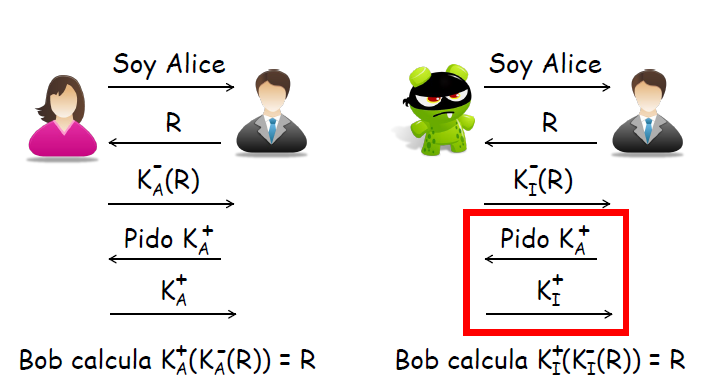 Soy Alice
R
K_A^-(R)
Pido K_A^+
K_A^+
Bob calcula K_A^+(K_A^-(R)) = R
Soy Alice
R
K_I^-(R)
Pido K_A^+
K_I^+
Bob calcula K_I^+(K_I^-(R)) = R